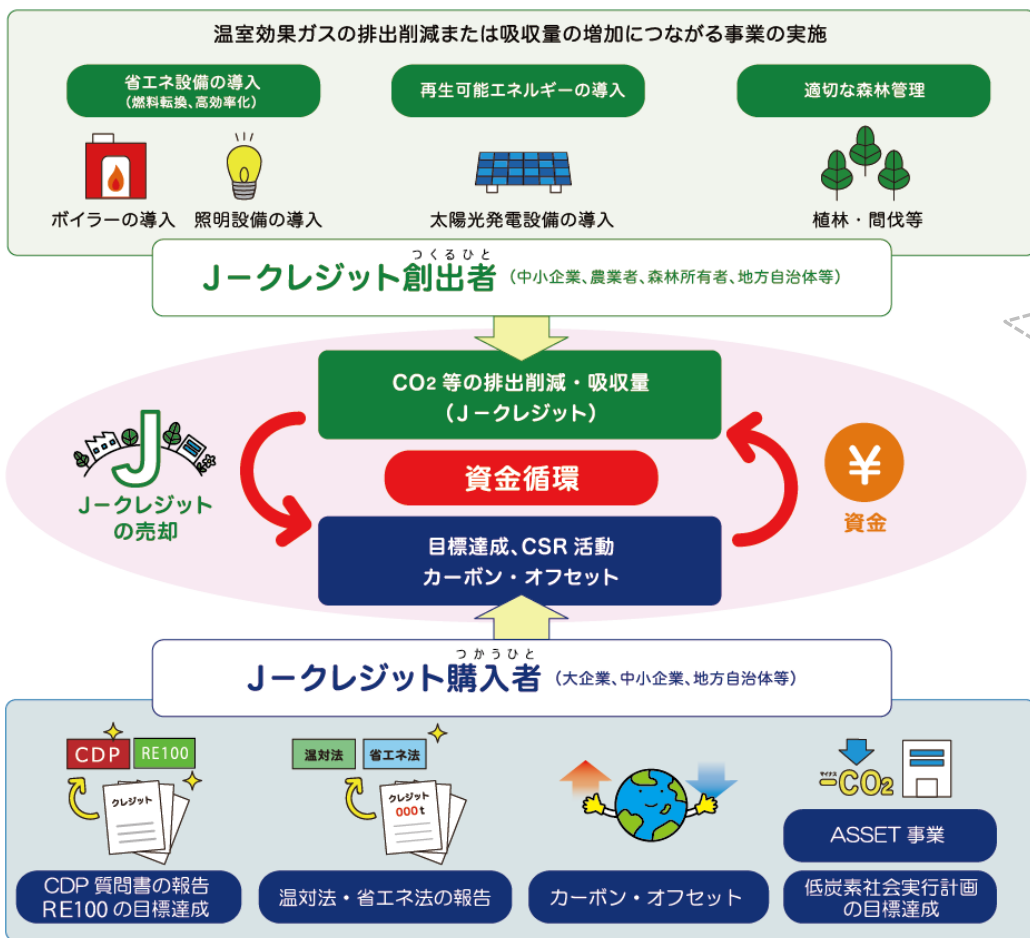 温室効果ガスの排出削減または吸収量の増加につながる事業の実施
省エネ設備の導入
(燃料転換、高効率化)
再生可能エネルギーの導入
適切な森林管理
ボイラーの導入
照明設備の導入
太陽光発電設備の導入
植林・間伐等
つくるひと
Jークレジット創出者(中小企業、農業者、森林所有者、地方自治体等)
CO2 等の排出削減・吸収量
(Jークレジット)
J
Jークレジット
の売却
資金循環
¥
資金
目標達成、CSR 活動
カーボン・オフセット
つかうひと
Jークレジット購入者(大企業、中小企業、地方自治体等)
CDP
RE100
クレジット
CDP 質問書の報告
RE100 の目標達成
温対法
省エネ法
クレジット
000t
温対法・省エネ法の報告
カーボン・オフセット
マイナス
-CO2
ASSET 事業
低炭素社会実行計画
の目標達成